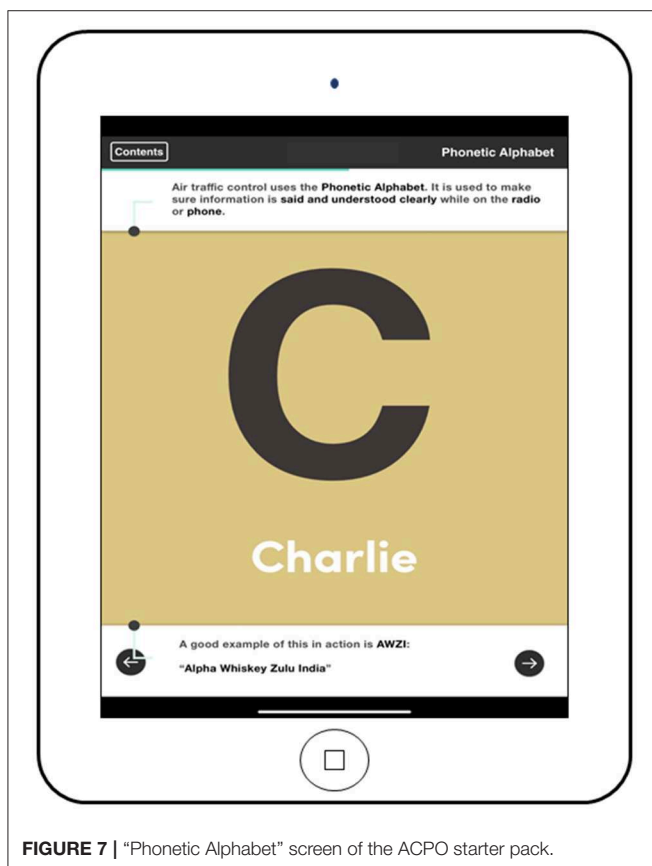 Contents
Phonetic Alphabet
Air traffic control uses the Phonetic Alphabet. It is used to make
sure information is said and understood clearly while on the radio
or phone.
C
Charlie
A good example of this in action is AWZI:
“Alpha Whiskey Zulu India”
FIGURE 7 | “Phonetic Alphabet” screen of the ACPO starter pack.